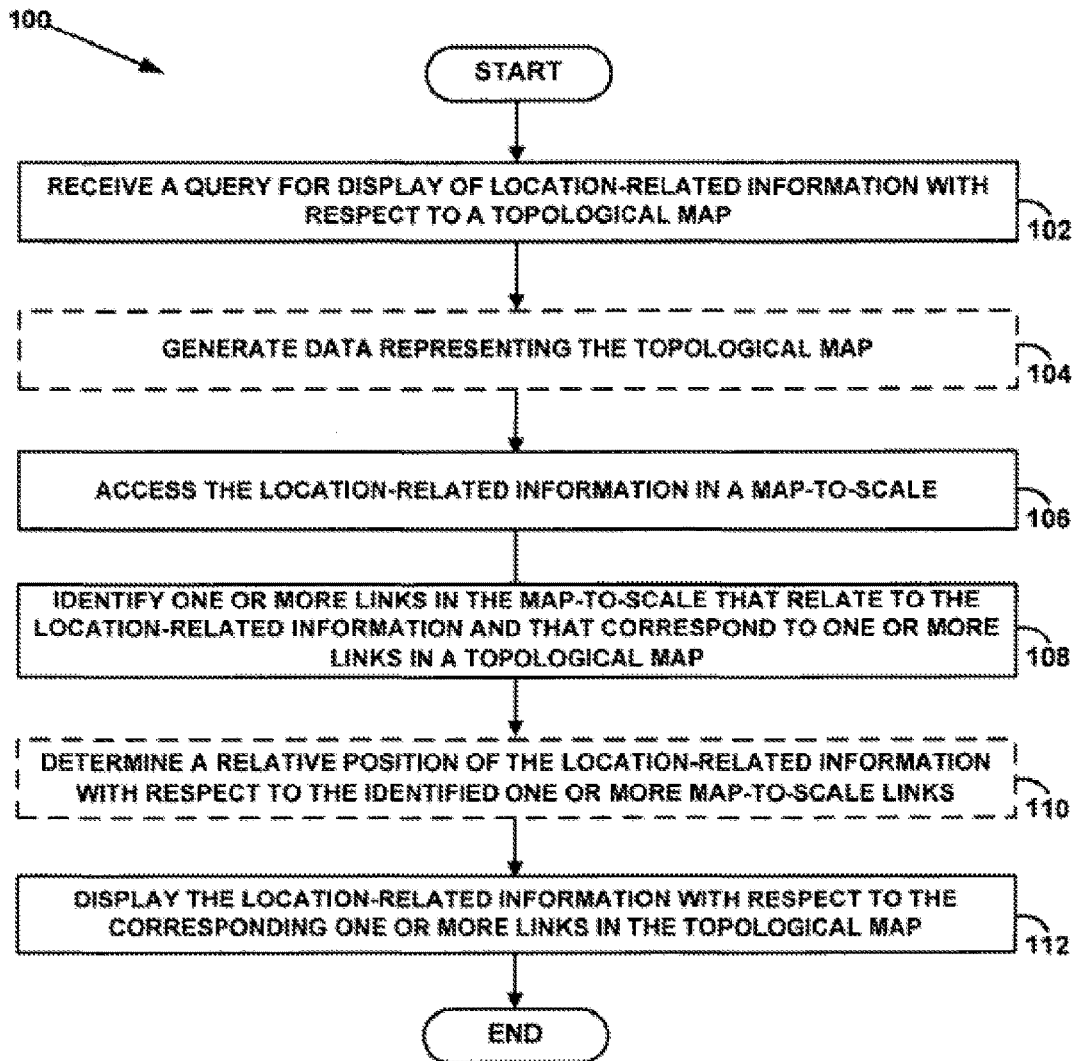 100
START
RECEIVE A QUERY FOR DISPLAY OF LOCATION-RELATED INFORMATION WITH
RESPECT TO A TOPOLOGICAL MAP
102
GENERATE DATA REPRESENTING THE TOPOLOGICAL MAP
104
ACCESS THE LOCATION-RELATED INFORMATION IN A MAP-TO-SCALE
106
IDENTIFY ONE OR MORE LINKS IN THE MAP-TO-SCALE THAT RELATE TO THE
LOCATION-RELATED INFORMATION AND THAT CORRESPOND TO ONE OR MORE
LINKS IN A TOPOLOGICAL MAP
108
DETERMINE A RELATIVE POSITION OF THE LOCATION-RELATED INFORMATION
WITH RESPECT TO THE IDENTIFIED ONE OR MORE MAP-TO-SCALE LINKS
110
DISPLAY THE LOCATION-RELATED INFORMATION WITH RESPECT TO THE
CORRESPONDING ONE OR MORE LINKS IN THE TOPOLOGICAL MAP
112
END